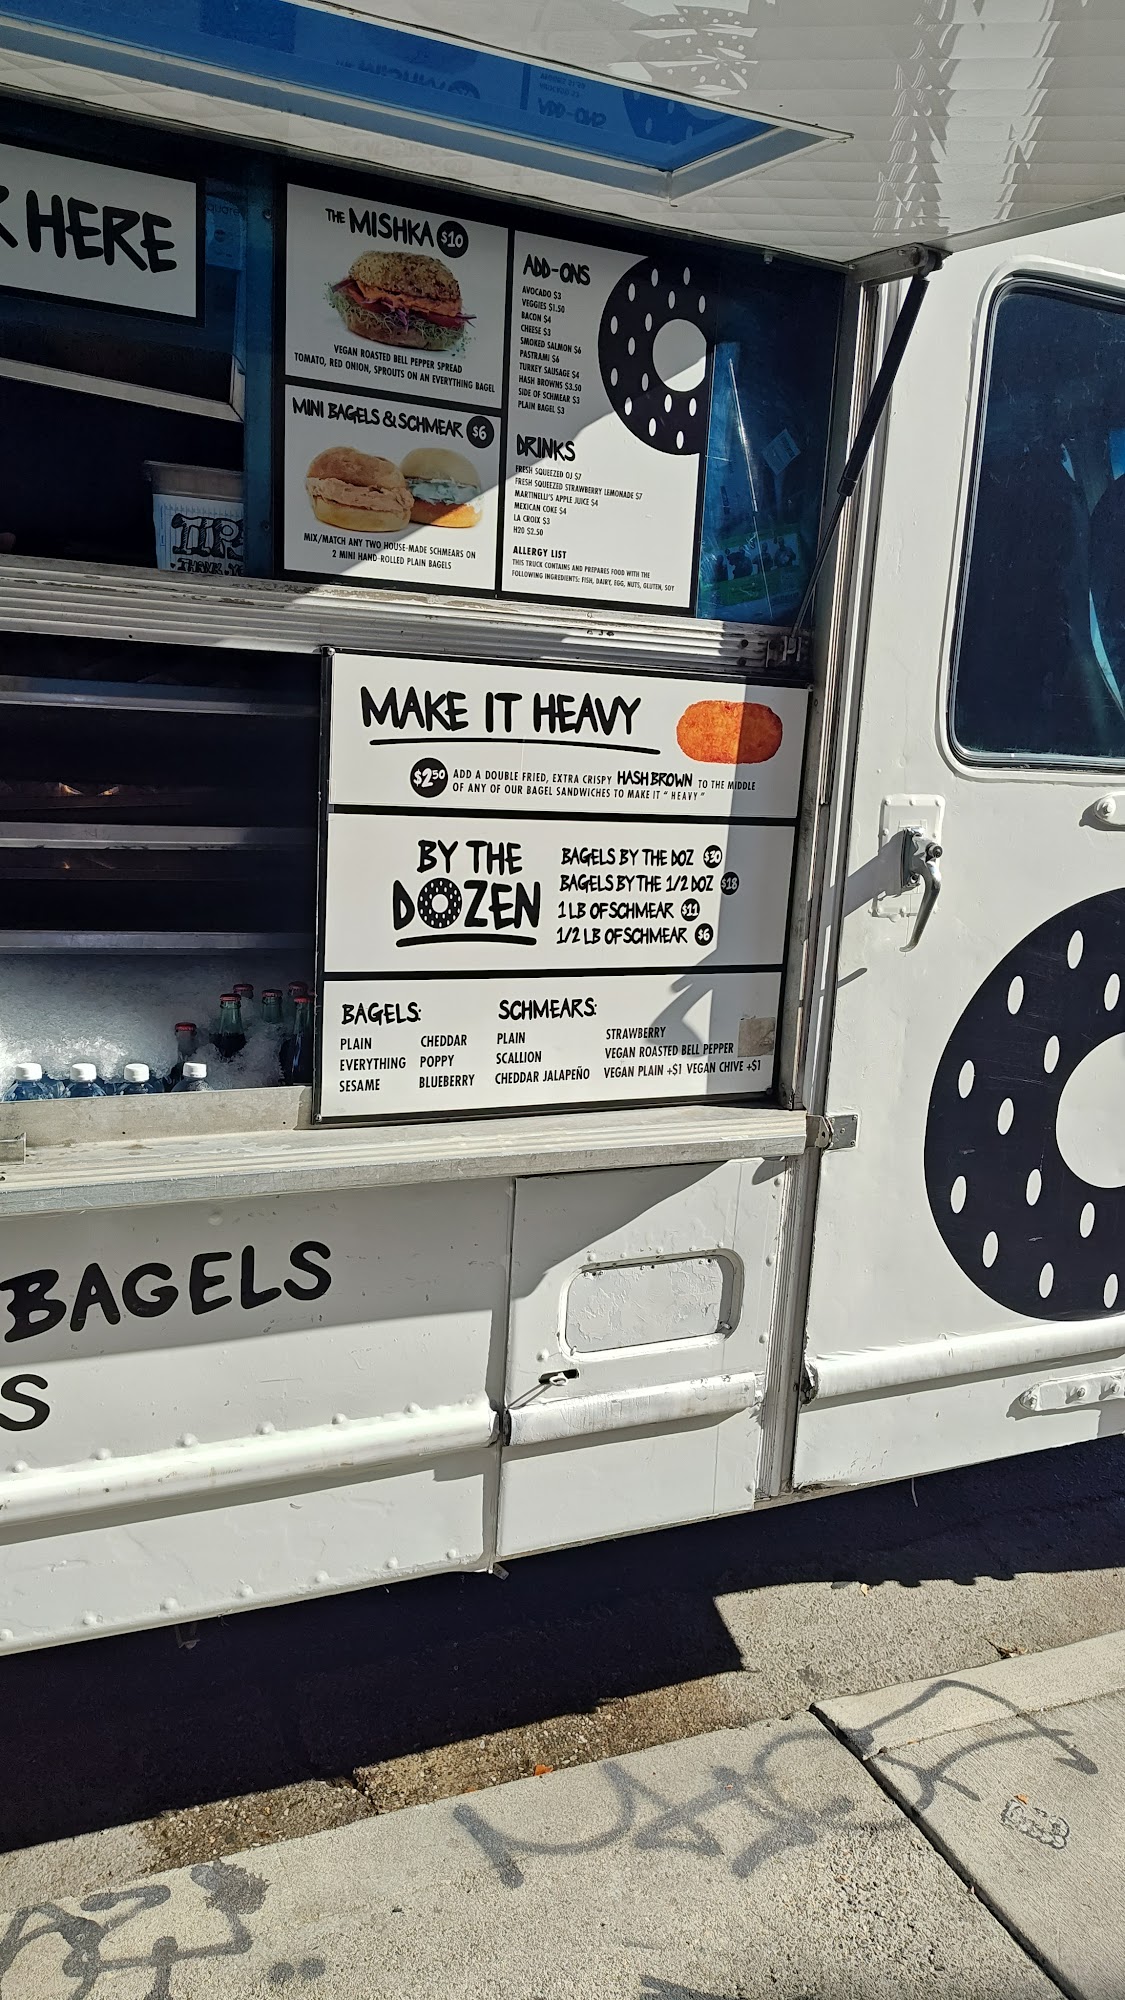 HERE
THE MISHKA $10
VEGAN ROASTED BELL PEPPER SPREAD
TOMATO, RED ONION, SPROUTS ON AN EVERYTHING BAGEL
MINI BAGELS & SCHMEAR $6
MIX/MATCH ANY TWO HOUSE-MADE SCHMEARS ON
2 MINI HAND-ROLLED PLAIN BAGELS
ADD-ONS
AVOCADO $3
VEGGIES $1.50
BACON $4
CHEESE $3
SMOKED SALMON $6
PASTRAMI $6
TURKEY SAUSAGE $4
HASH BROWNS $3.50
SIDE OF SCHMEAR $3
PLAIN BAGEL $3
DRINKS
FRESH SQUEEZED OJ $7
FRESH SQUEEZED STRAWBERRY LEMONADE $7
MARTINELLI'S APPLE JUICE $4
MEXICAN COKE $4
LA CROIX $3
H20 $2.50
ALLERGY LIST
THIS TRUCK CONTAINS AND PREPARES FOOD WITH THE
FOLLOWING INGREDIENTS: FISH, DAIRY, EGG, NUTS, GLUTEN, SOY
TIPS
THANK YOU
MAKE IT HEAVY
$2.50 ADD A DOUBLE FRIED, EXTRA CRISPY HASH BROWN TO THE MIDDLE
OF ANY OF OUR BAGEL SANDWICHES TO MAKE IT "HEAVY"
BY THE
DOZEN
BAGELS BY THE DOZ $30
BAGELS BY THE 1/2 DOZ $18
1 LB OF SCHMEAR $11
1/2 LB OF SCHMEAR $6
BAGELS:
PLAIN CHEDDAR
EVERYTHING POPPY
SESAME BLUEBERRY
SCHMEARS:
PLAIN STRAWBERRY
SCALLION VEGAN ROASTED BELL PEPPER
CHEDDAR JALAPEÑO VEGAN PLAIN +$1 VEGAN CHIVE +$1
BAGELS
S